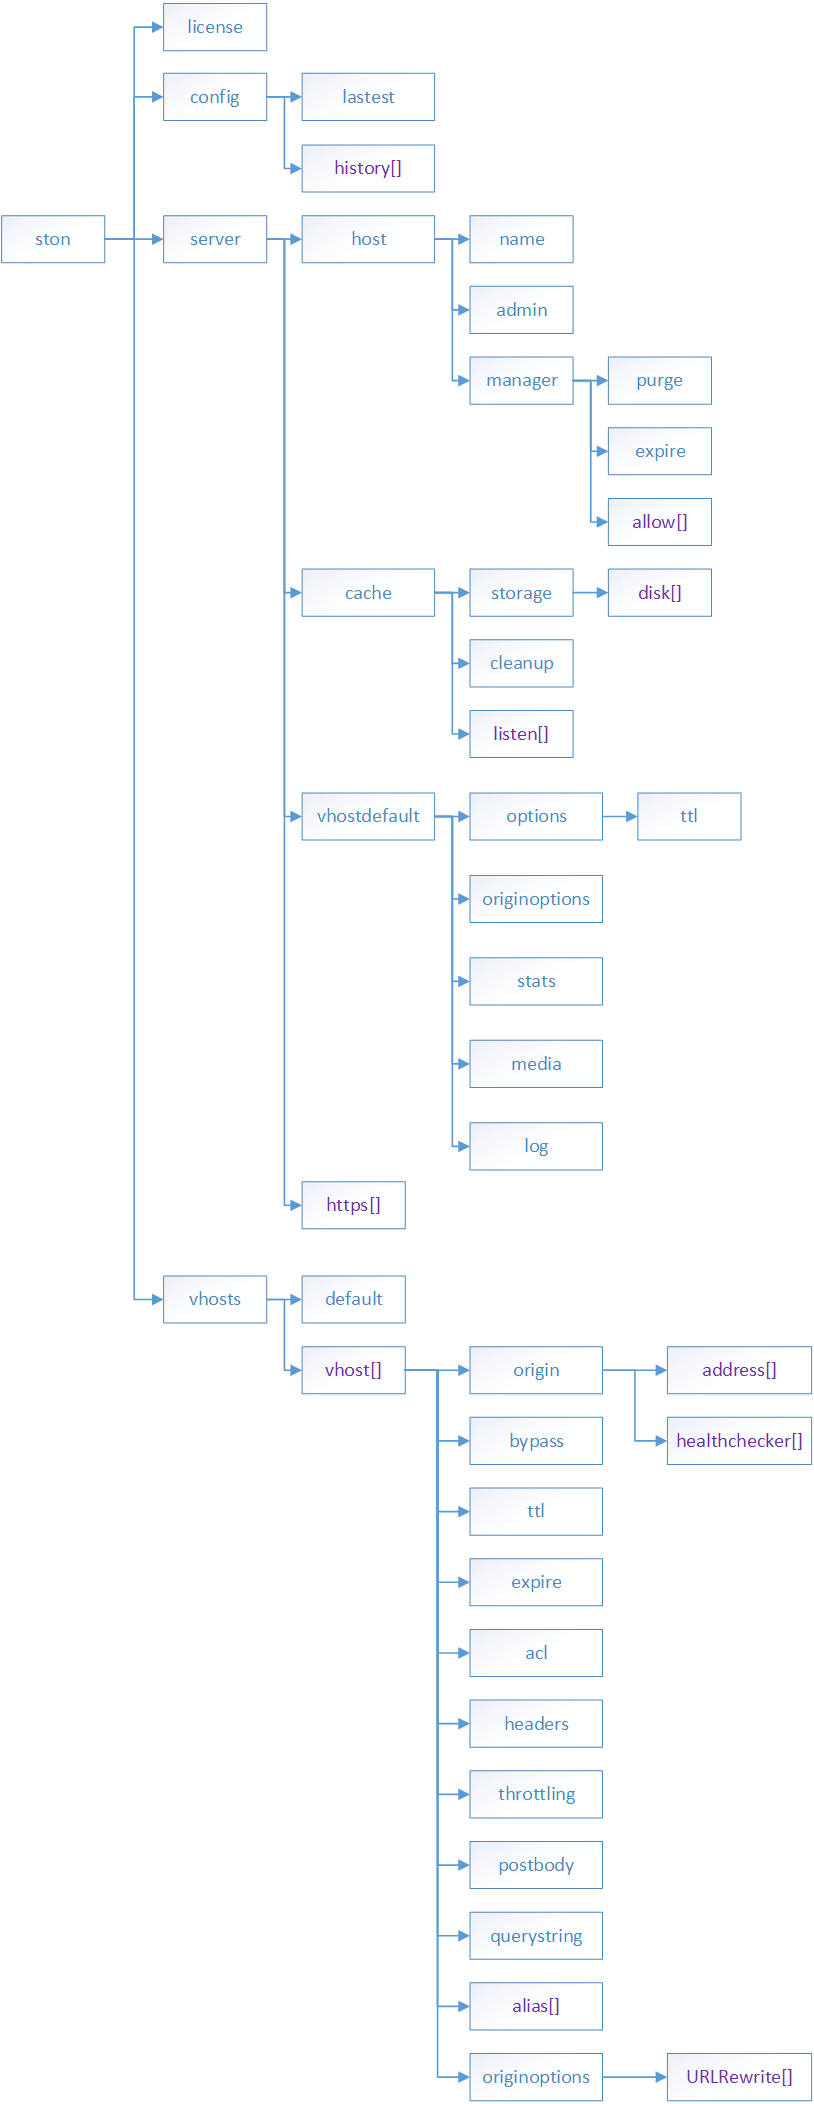 license
config
lastest
history[]
ston
server
host
name
admin
manager
purge
expire
allow[]
cache
storage
disk[]
cleanup
listen[]
vhostdefault
options
ttl
originoptions
stats
media
log
https[]
vhosts
default
vhost[]
origin
address[]
bypass
healthchecker[]
ttl
expire
acl
headers
throttling
postbody
querystring
alias[]
originoptions
URLRewrite[]